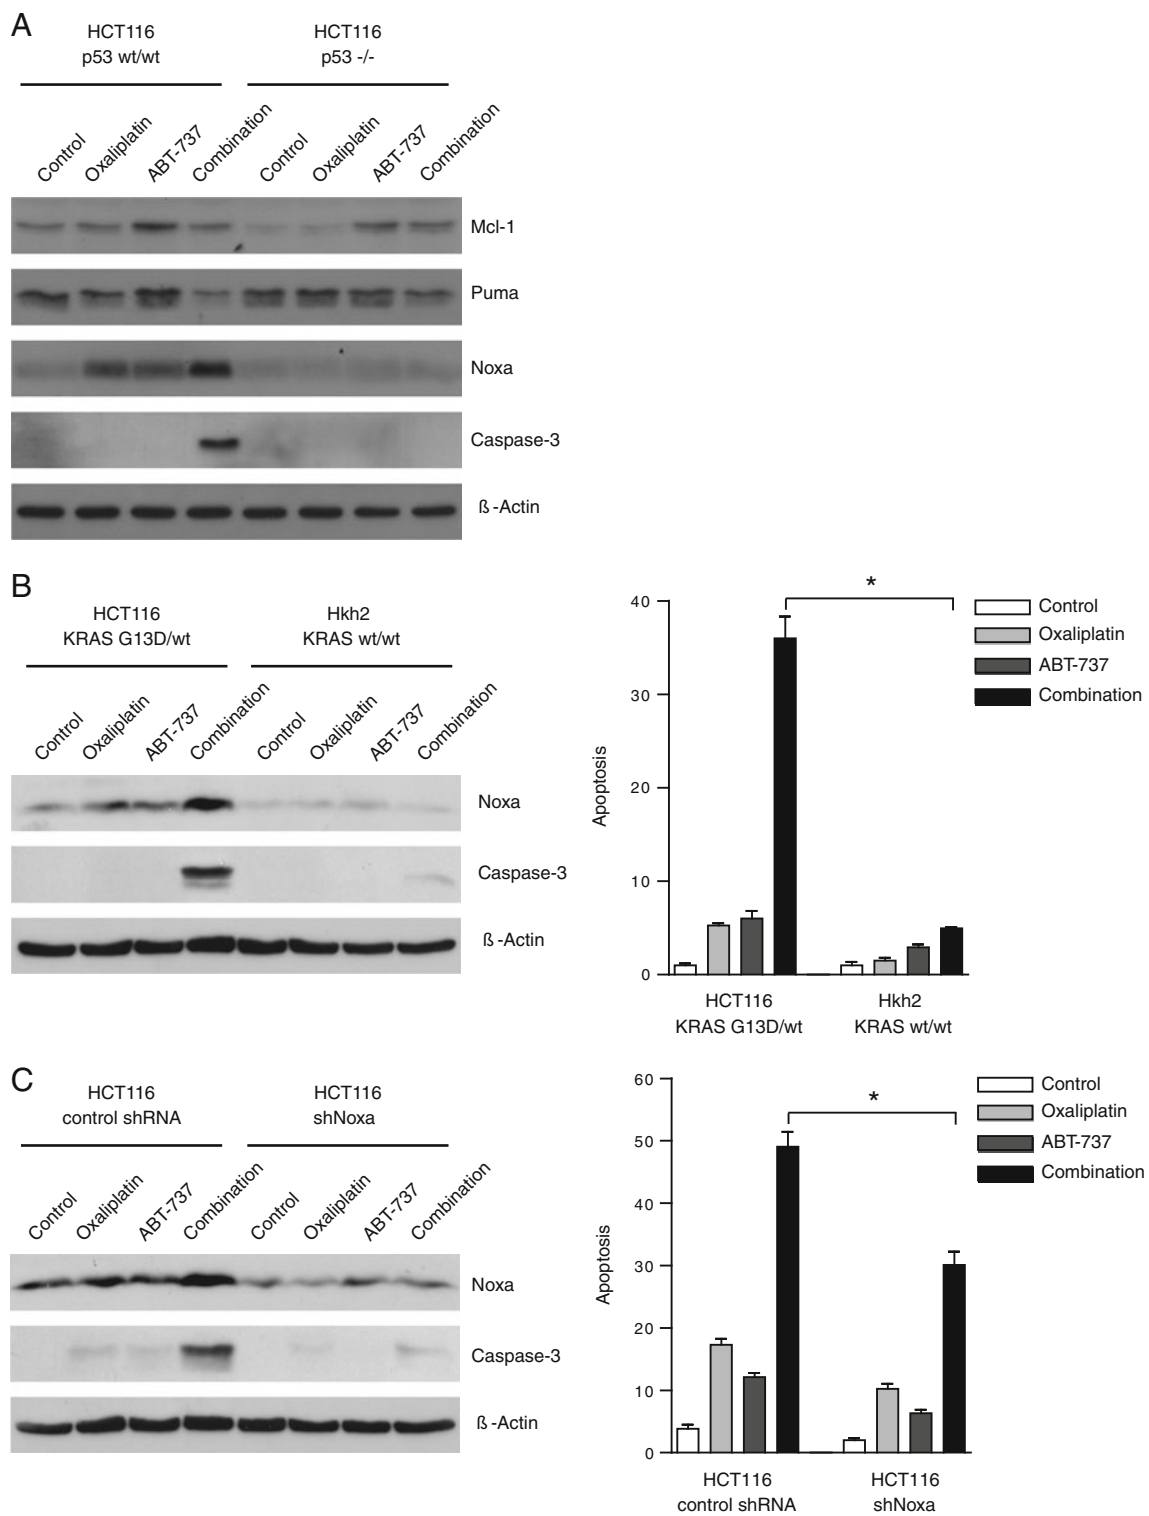 A
HCT116
p53 wt/wt
HCT116
p53 -/-
Control
Oxaliplatin
ABT-737
Combination
Control
Oxaliplatin
ABT-737
Combination
Mcl-1
Puma
Noxa
Caspase-3
ß-Actin
B
HCT116
KRAS G13D/wt
Hkh2
KRAS wt/wt
Control
Oxaliplatin
ABT-737
Combination
Control
Oxaliplatin
ABT-737
Combination
Noxa
Caspase-3
ß-Actin
Apoptosis
40
30
20
10
0
*
HCT116
KRAS G13D/wt
Hkh2
KRAS wt/wt
Control
Oxaliplatin
ABT-737
Combination
C
HCT116
control shRNA
HCT116
shNoxa
Control
Oxaliplatin
ABT-737
Combination
Control
Oxaliplatin
ABT-737
Combination
Noxa
Caspase-3
ß-Actin
Apoptosis
60
50
40
30
20
10
0
*
HCT116
control shRNA
HCT116
shNoxa
Control
Oxaliplatin
ABT-737
Combination